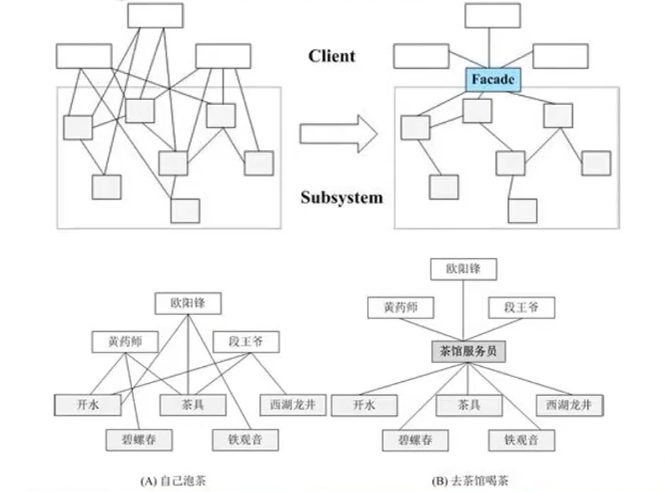 Client
Facade
Subsystem
欧阳锋
黄药师
段王爷
开水
茶具
西湖龙井
碧螺春
铁观音
(A) 自己泡茶
欧阳锋
黄药师
段王爷
茶馆服务员
开水
茶具
西湖龙井
碧螺春
铁观音
(B) 去茶馆喝茶